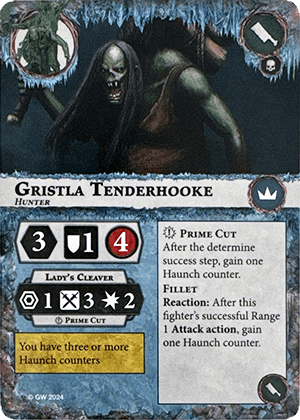 GRISTLA TENDERHOOKE
HUNTER
3 1 4
LADY'S CLEAVER
1 3 2
PRIME CUT
You have three or more
Haunch counters
© GW 2024
PRIME CUT
After the determine
success step, gain one
Haunch counter.
FILLET
Reaction: After this
fighter's successful Range
1 Attack action, gain
one Haunch counter.